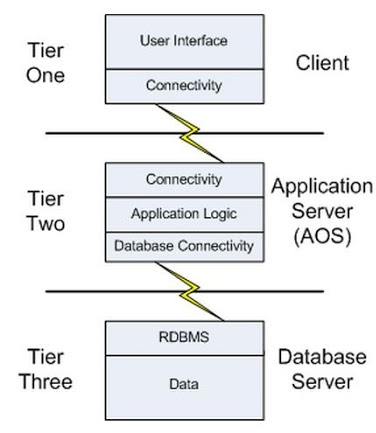 Tier
One
User Interface
Connectivity
Client
Tier
Two
Connectivity
Application Logic
Database Connectivity
Application
Server
(AOS)
Tier
Three
RDBMS
Data
Database
Server